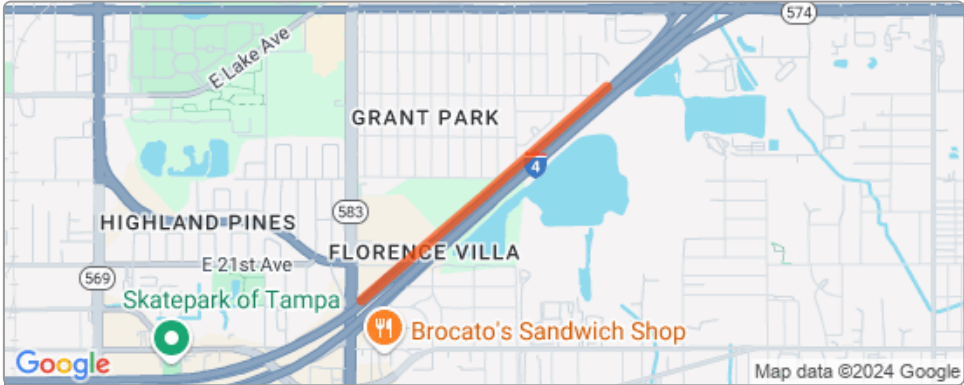 574
E Lake Ave
GRANT PARK
4
583
HIGHLAND PINES
FLORENCE VILLA
E 21st Ave
569
Skatepark of Tampa
Brocato's Sandwich Shop
Google
Map data ©2024 Google